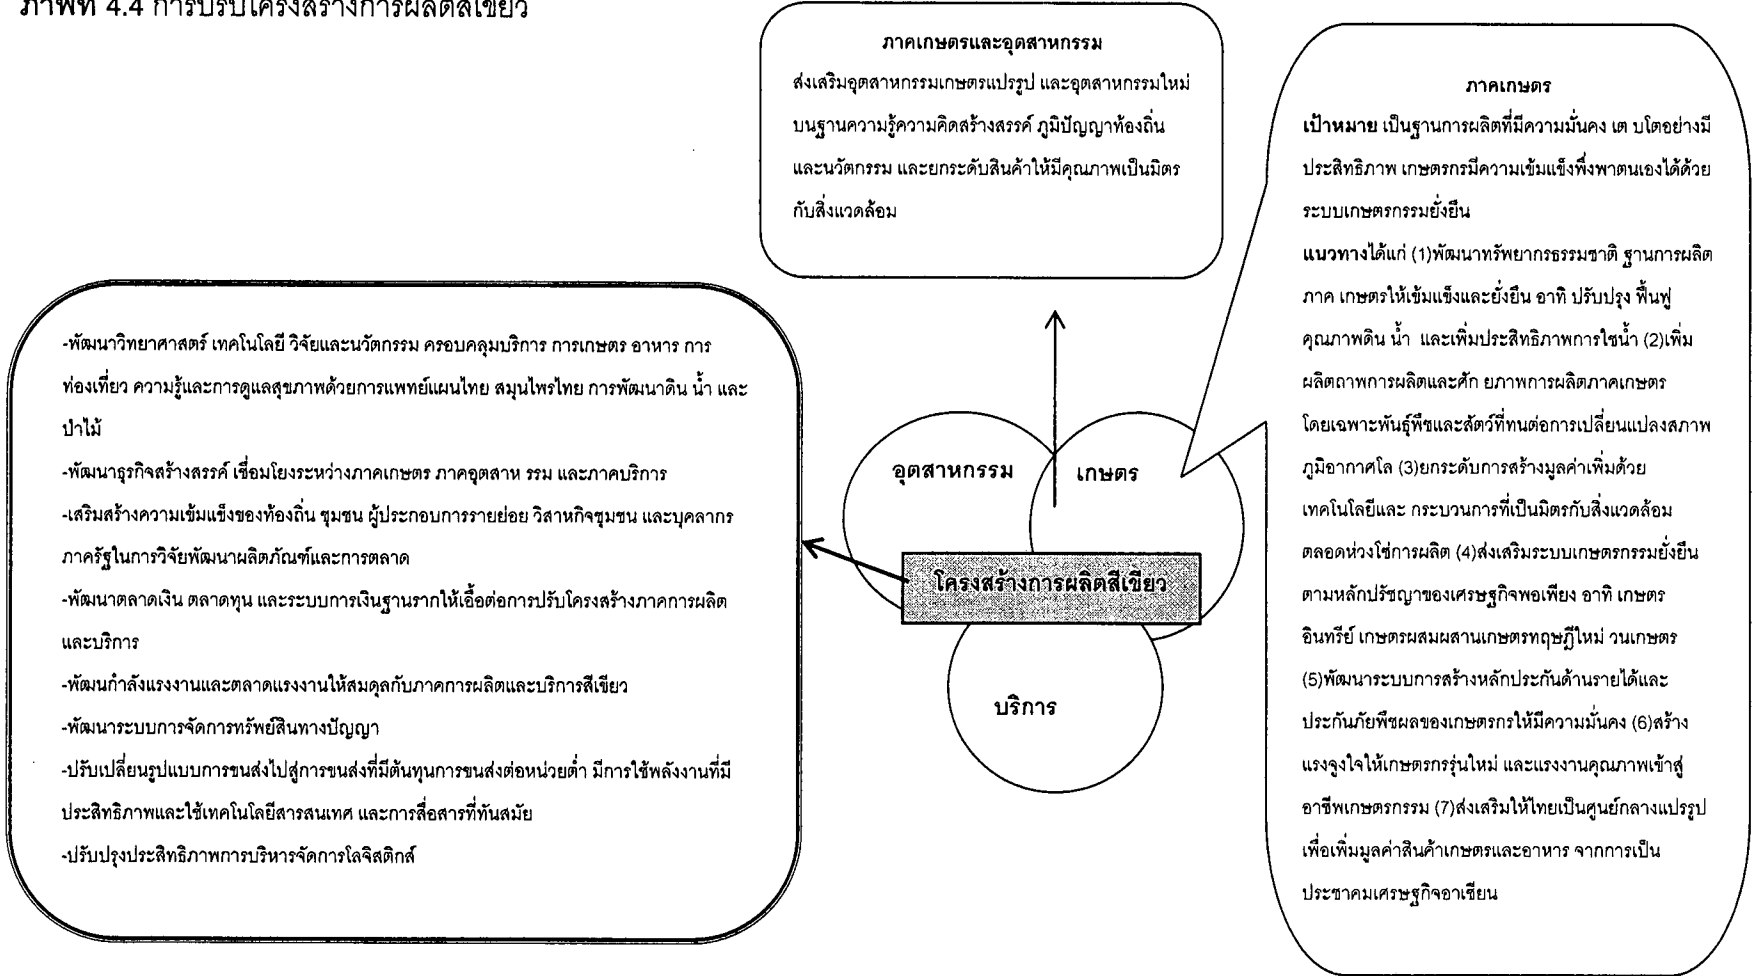 ภาพที่ 4.4 การปรับโครงสร้างการผลิตสีเขียว
ภาคเกษตรและอุตสาหกรรม
ส่งเสริมอุตสาหกรรมเกษตรแปรรูป และอุตสาหกรรมใหม่
บนฐานความรู้ความคิดสร้างสรรค์ ภูมิปัญญาท้องถิ่น
และนวัตกรรม และยกระดับสินค้าให้มีคุณภาพเป็นมิตร
กับสิ่งแวดล้อม
ภาคเกษตร
เป้าหมาย เป็นฐานการผลิตที่มีความมั่นคง เต บโตอย่างมี
ประสิทธิภาพ เกษตรกรมีความเข้มแข็งพึ่งพาตนเองได้ด้วย
ระบบเกษตรกรรมยั่งยืน
แนวทางได้แก่ (1)พัฒนาทรัพยากรธรรมชาติ ฐานการผลิต
ภาค เกษตรให้เข้มแข็งและยั่งยืน อาทิ ปรับปรุง ฟื้นฟู
คุณภาพดิน น้ำ และเพิ่มประสิทธิภาพการใชน้ำ (2)เพิ่ม
ผลิตภาพการผลิตและศัก ยภาพการผลิตภาคเกษตร
โดยเฉพาะพันธุ์พืชและสัตว์ที่ทนต่อการเปลี่ยนแปลงสภาพ
ภูมิอากาศโล (3)ยกระดับการสร้างมูลค่าเพิ่มด้วย
เทคโนโลยีและ กระบวนการที่เป็นมิตรกับสิ่งแวดล้อม
ตลอดห่วงโซ่การผลิต (4)ส่งเสริมระบบเกษตรกรรมยั่งยืน
ตามหลักปรัชญาของเศรษฐกิจพอเพียง อาทิ เกษตร
อินทรีย์ เกษตรผสมผสานเกษตรทฤษฎีใหม่ วนเกษตร
(5)พัฒนาระบบการสร้างหลักประกันด้านรายได้และ
ประกันภัยพืชผลของเกษตรกรให้มีความมั่นคง (6)สร้าง
แรงจูงใจให้เกษตรกรรุ่นใหม่ และแรงงานคุณภาพเข้าสู่
อาชีพเกษตรกรรม (7)ส่งเสริมให้ไทยเป็นศูนย์กลางแปรรูป
เพื่อเพิ่มมูลค่าสินค้าเกษตรและอาหาร จากการเป็น
ประชาคมเศรษฐกิจอาเซียน
-พัฒนาวิทยาศาสตร์ เทคโนโลยี วิจัยและนวัตกรรม ครอบคลุมบริการ การเกษตร อาหาร การ
ท่องเที่ยว ความรู้และการดูแลสุขภาพด้วยการแพทย์แผนไทย สมุนไพรไทย การพัฒนาดิน น้ำ และ
ป่าไม้
-พัฒนาธุรกิจสร้างสรรค์ เชื่อมโยงระหว่างภาคเกษตร ภาคอุตสาห รรม และภาคบริการ
-เสริมสร้างความเข้มแข็งของท้องถิ่น ชุมชน ผู้ประกอบการรายย่อย วิสาหกิจชุมชน และบุคลากร
ภาครัฐในการวิจัยพัฒนาผลิตภัณฑ์และการตลาด
-พัฒนาตลาดเงิน ตลาดทุน และระบบการเงินฐานรากให้เอื้อต่อการปรับโครงสร้างภาคการผลิต
และบริการ
-พัฒนกำลังแรงงานและตลาดแรงงานให้สมดุลกับภาคการผลิตและบริการสีเขียว
-พัฒนาระบบการจัดการทรัพย์สินทางปัญญา
-ปรับเปลี่ยนรูปแบบการขนส่งไปสู่การขนส่งที่มีต้นทุนการขนส่งต่อหน่วยต่ำ มีการใช้พลังงานที่มี
ประสิทธิภาพและใช้เทคโนโลยีสารสนเทศ และการสื่อสารที่ทันสมัย
-ปรับปรุงประสิทธิภาพการบริหารจัดการโลจิสติกส์
อุตสาหกรรม
เกษตร
โครงสร้างการผลิตสีเขียว
บริการ